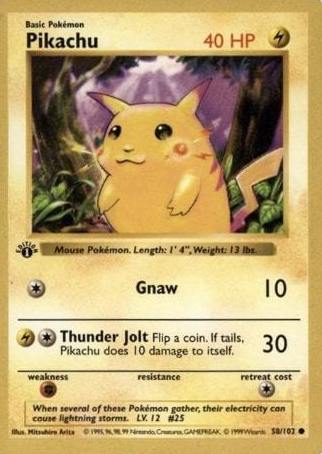 Basic Pokémon
Pikachu 40 HP
EDITION 1
Mouse Pokémon. Length: 1' 4", Weight: 13 lbs.
Gnaw 10
Thunder Jolt Flip a coin. If tails, 30
Pikachu does 10 damage to itself.
weakness resistance retreat cost
When several of these Pokémon gather, their electricity can
cause lightning storms. LV. 12 #25
Illus. Mitsuhiro Arita © 1995, 96, 98, 99 Nintendo, Creatures, GAMEFREAK. © 1999 Wizards. 58/102